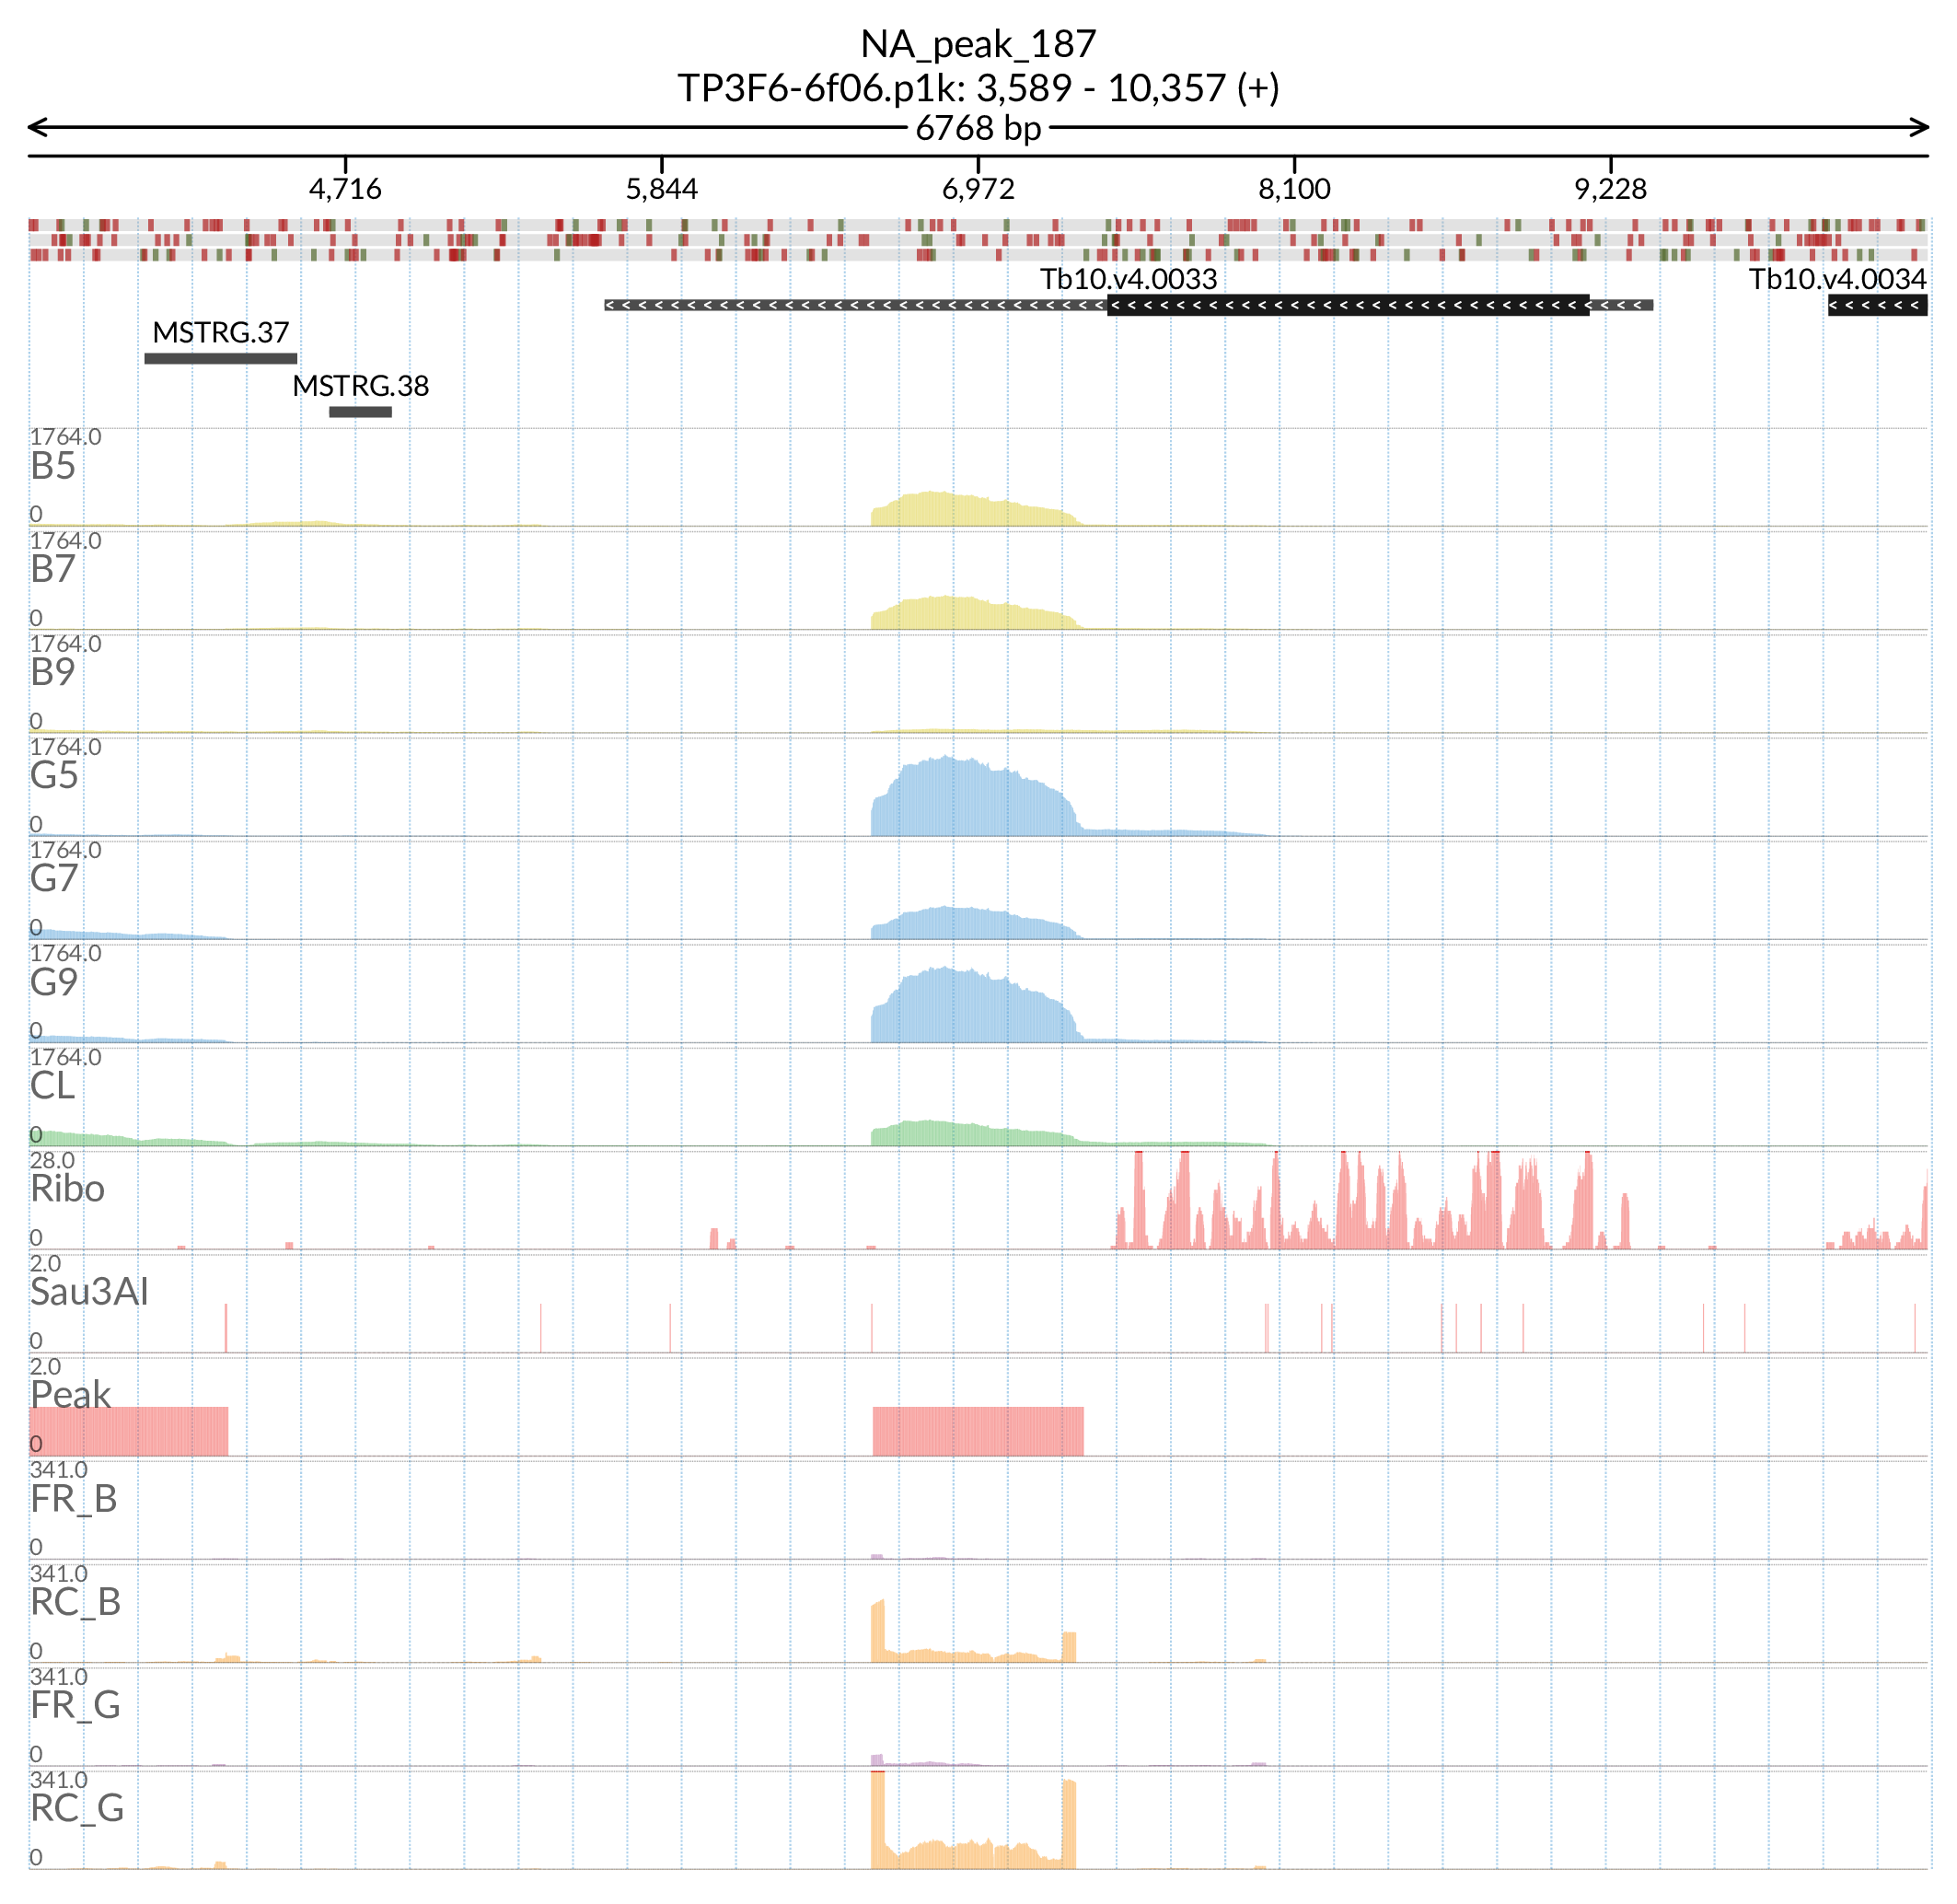 NA_peak_187
TP3F6-6f06.p1k: 3,589 - 10,357 (+)
6768 bp
4,716 5,844 6,972 8,100 9,228
Tb10.v4.0033 Tb10.v4.0034
MSTRG.37
MSTRG.38
1764.0
B5
0
1764.0
B7
0
1764.0
B9
0
1764.0
G5
0
1764.0
G7
0
1764.0
G9
0
1764.0
CL
0
28.0
Ribo
0
2.0
Sau3AI
0
2.0
Peak
0
341.0
FR_B
0
341.0
RC_B
0
341.0
FR_G
0
341.0
RC_G
0